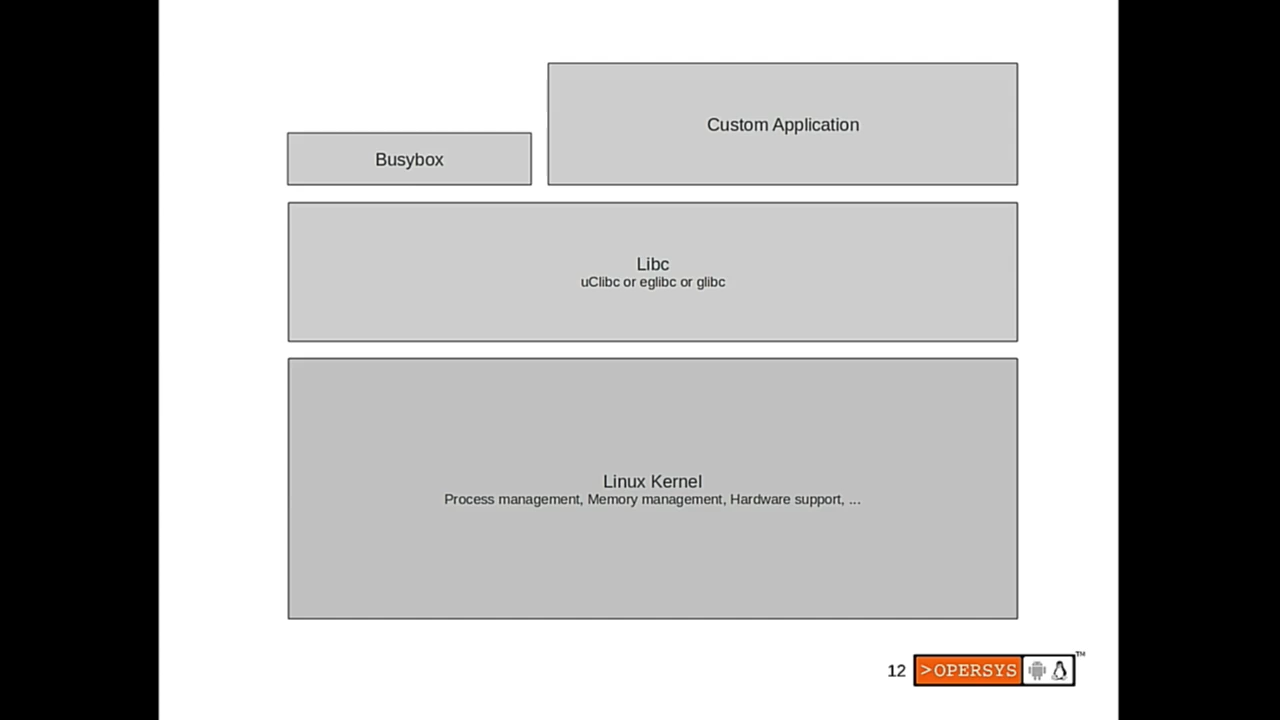 Custom Application
Busybox
Libc
uClibc or eglibc or glibc
Linux Kernel
Process management, Memory management, Hardware support, ...
12
>OPERSYS
TM